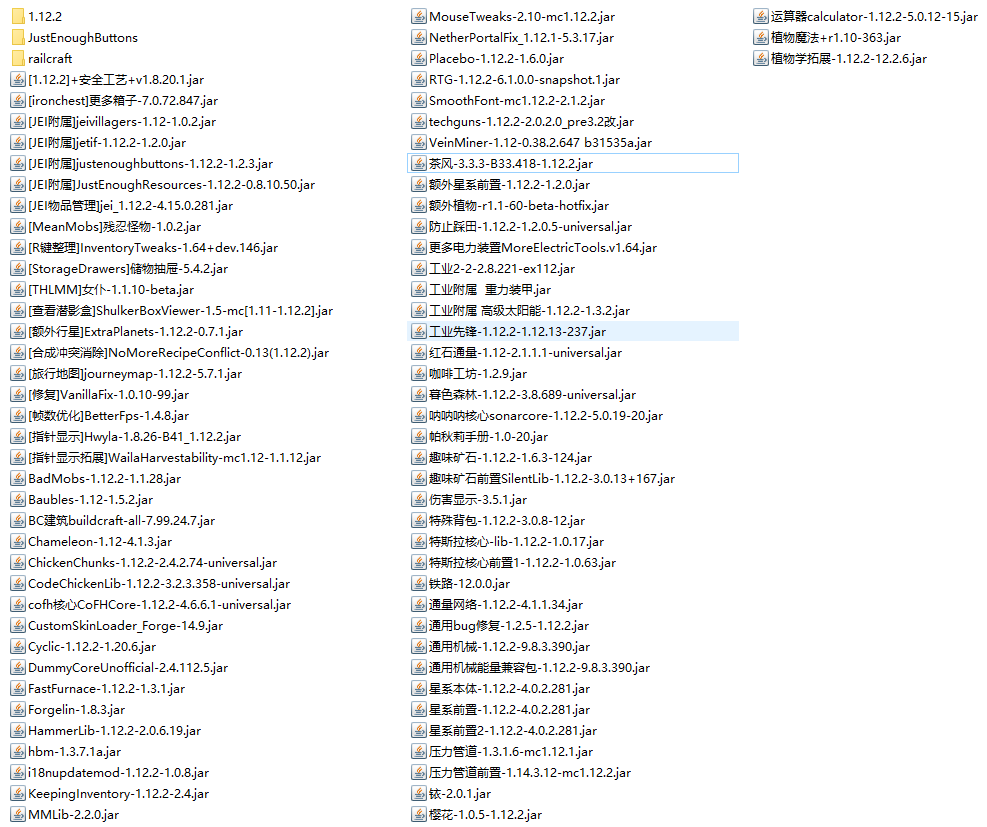 1.12.2
JustEnoughButtons
railcraft
[1.12.2]+安全工艺+v1.8.20.1.jar
[ironchest]更多箱子-7.0.72.847.jar
[JEI附属]jeivillagers-1.12-1.0.2.jar
[JEI附属]jetif-1.12.2-1.2.0.jar
[JEI附属]justenoughbuttons-1.12.2-1.2.3.jar
[JEI附属]JustEnoughResources-1.12.2-0.8.10.50.jar
[JEI物品管理]jei_1.12.2-4.15.0.281.jar
[MeanMobs]残忍怪物-1.0.2.jar
[R键整理]InventoryTweaks-1.64+dev.146.jar
[StorageDrawers]储物抽屉-5.4.2.jar
[THLMM]女仆-1.1.10-beta.jar
[查看潜影盒]ShulkerBoxViewer-1.5-mc[1.11-1.12.2].jar
[额外行星]ExtraPlanets-1.12.2-0.7.1.jar
[合成冲突消除]NoMoreRecipeConflict-0.13(1.12.2).jar
[旅行地图]journeymap-1.12.2-5.7.1.jar
[修复]VanillaFix-1.0.10-99.jar
[帧数优化]BetterFps-1.4.8.jar
[指针显示]Hwyla-1.8.26-B41_1.12.2.jar
[指针显示拓展]WailaHarvestability-mc1.12-1.1.12.jar
BadMobs-1.12.2-1.1.28.jar
Baubles-1.12-1.5.2.jar
BC建筑buildcraft-all-7.99.24.7.jar
Chameleon-1.12-4.1.3.jar
ChickenChunks-1.12.2-2.4.2.74-universal.jar
CodeChickenLib-1.12.2-3.2.3.358-universal.jar
cofh核心CoFHCore-1.12.2-4.6.6.1-universal.jar
CustomSkinLoader_Forge-14.9.jar
Cyclic-1.12.2-1.20.6.jar
DummyCoreUnofficial-2.4.112.5.jar
FastFurnace-1.12.2-1.3.1.jar
Forgelin-1.8.3.jar
HammerLib-1.12.2-2.0.6.19.jar
hbm-1.3.7.1a.jar
i18nupdatemod-1.12.2-1.0.8.jar
KeepingInventory-1.12.2-2.4.jar
MMLib-2.2.0.jar
MouseTweaks-2.10-mc1.12.2.jar
NetherPortalFix_1.12.1-5.3.17.jar
Placebo-1.12.2-1.6.0.jar
RTG-1.12.2-6.1.0.0-snapshot.1.jar
SmoothFont-mc1.12.2-2.1.2.jar
techguns-1.12.2-2.0.2.0_pre3.2改.jar
VeinMiner-1.12-0.38.2.647 b31535a.jar
茶风-3.3.3-B33.418-1.12.2.jar
额外星系前置-1.12.2-1.2.0.jar
额外植物-r1.1-60-beta-hotfix.jar
防止踩田-1.12.2-1.2.0.5-universal.jar
更多电力装置MoreElectricTools.v1.64.jar
工业2-2-2.8.221-ex112.jar
工业附属  重力装甲.jar
工业附属 高级太阳能-1.12.2-1.3.2.jar
工业先锋-1.12.2-1.12.13-237.jar
红石通量-1.12-2.1.1.1-universal.jar
咖啡工坊-1.2.9.jar
暮色森林-1.12.2-3.8.689-universal.jar
呐呐呐核心sonarcore-1.12.2-5.0.19-20.jar
帕秋莉手册-1.0-20.jar
趣味矿石-1.12.2-1.6.3-124.jar
趣味矿石前置SilentLib-1.12.2-3.0.13+167.jar
伤害显示-3.5.1.jar
特殊背包-1.12.2-3.0.8-12.jar
特斯拉核心-lib-1.12.2-1.0.17.jar
特斯拉核心前置1-1.12.2-1.0.63.jar
铁路-12.0.0.jar
通量网络-1.12.2-4.1.1.34.jar
通用bug修复-1.2.5-1.12.2.jar
通用机械-1.12.2-9.8.3.390.jar
通用机械能量兼容包-1.12.2-9.8.3.390.jar
星系本体-1.12.2-4.0.2.281.jar
星系前置-1.12.2-4.0.2.281.jar
星系前置2-1.12.2-4.0.2.281.jar
压力管道-1.3.1.6-mc1.12.1.jar
压力管道前置-1.14.3.12-mc1.12.2.jar
铱-2.0.1.jar
樱花-1.0.5-1.12.2.jar
运算器calculator-1.12.2-5.0.12-15.jar
植物魔法+r1.10-363.jar
植物学拓展-1.12.2-12.2.6.jar